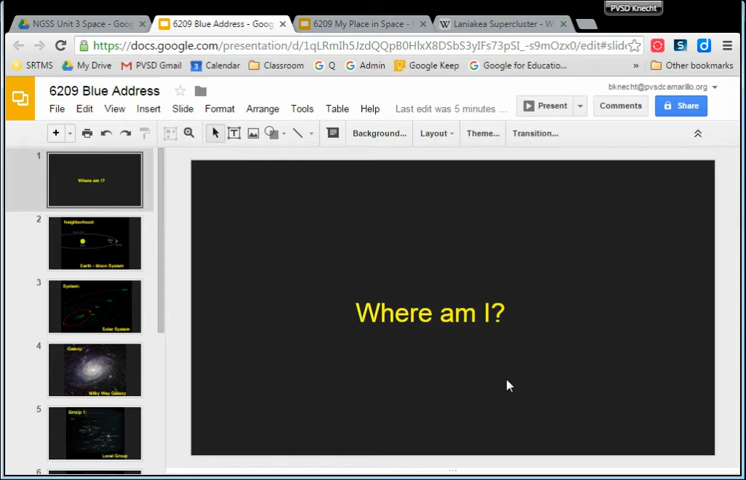 PVSD Knecht
NGSS Unit 3 Space - Goog
6209 Blue Address - Goog
6209 My Place in Space -
Laniakea Supercluster - W
https://docs.google.com/presentation/d/1qLRmIh5JzdQQpB0HlxX8DSbS3yIFs73pSI_-s9mOzx0/edit#slide
SRTMS
My Drive
PVSD Gmail
Calendar
Classroom
Q
Admin
Google Keep
Google for Educatio...
»
Other bookmarks
6209 Blue Address
bknecht@pvsdcamarillo.org
File Edit View Insert Slide Format Arrange Tools Table Help
Last edit was 5 minutes ...
Present
Comments
Share
Background...
Layout
Theme...
Transition...
1
Where am I?
2
Neighborhood:
Earth - Moon System
3
System:
Solar System
4
Galaxy:
Milky Way Galaxy
5
Group 1:
Local Group
6
Where am I?